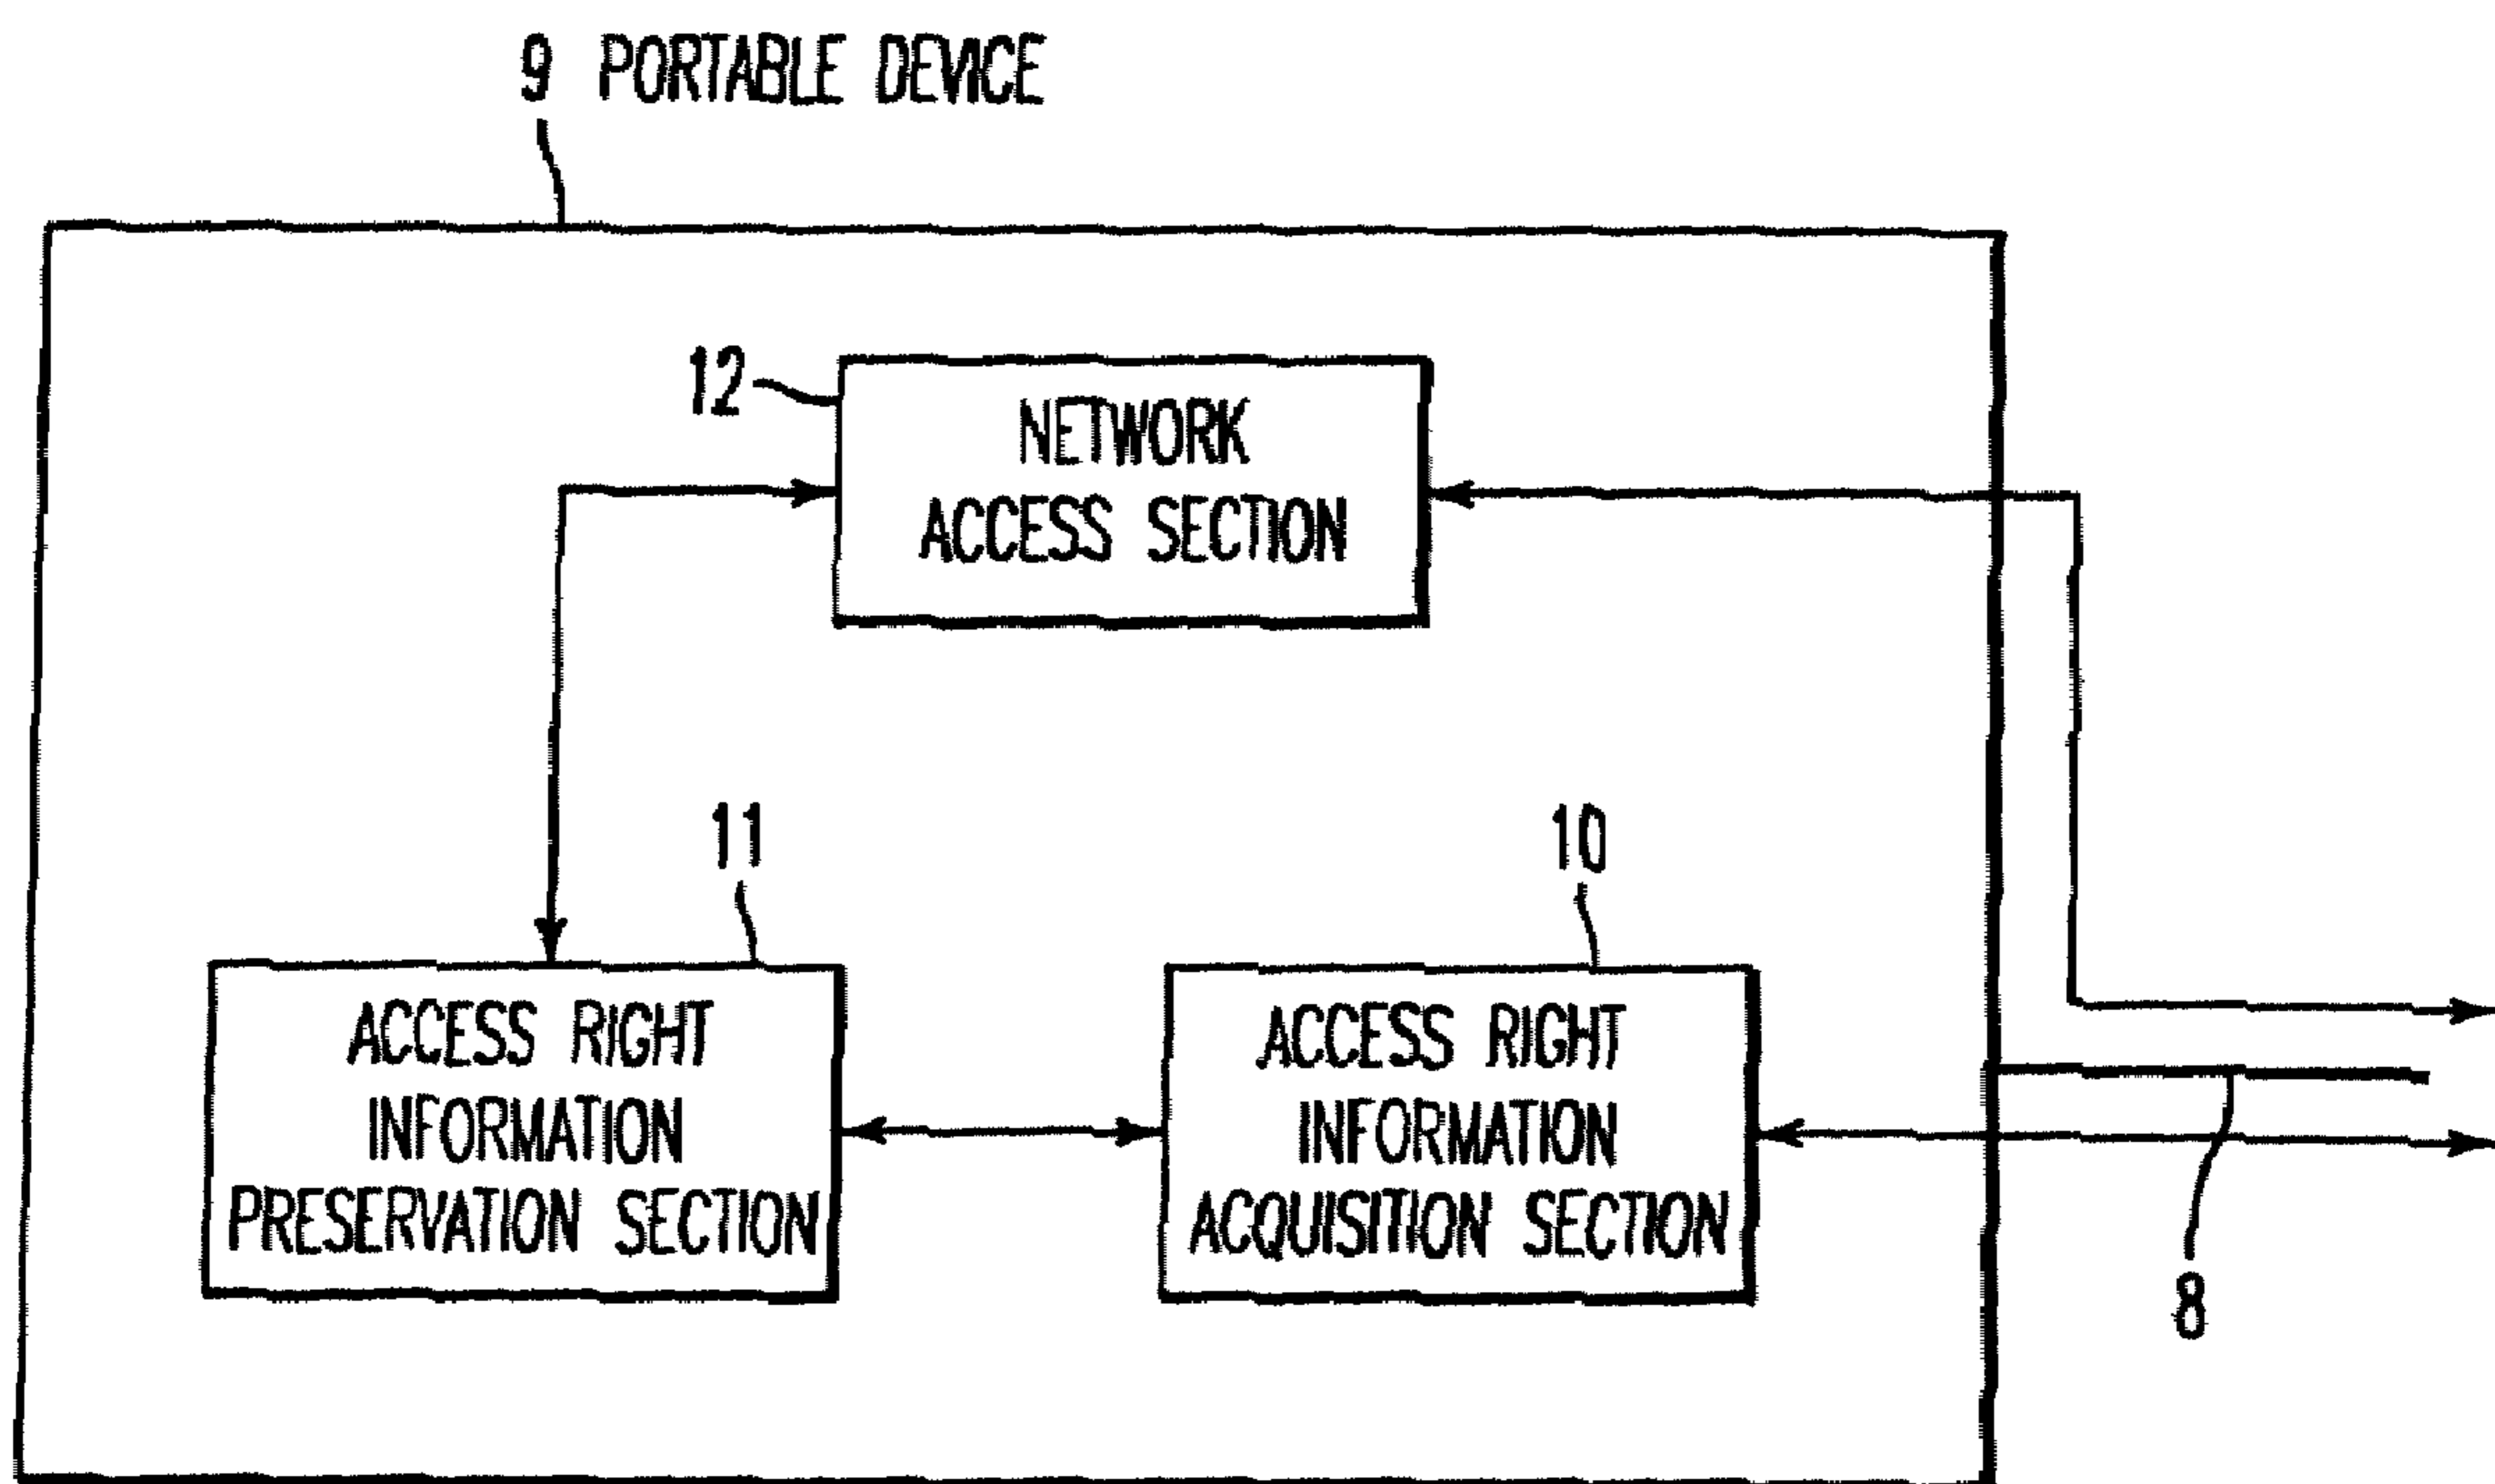 9 PORTABLE DEVICE
12
NETWORK
ACCESS SECTION
11
10
ACCESS RIGHT
INFORMATION
PRESERVATION SECTION
ACCESS RIGHT
INFORMATION
ACQUISITION SECTION
8